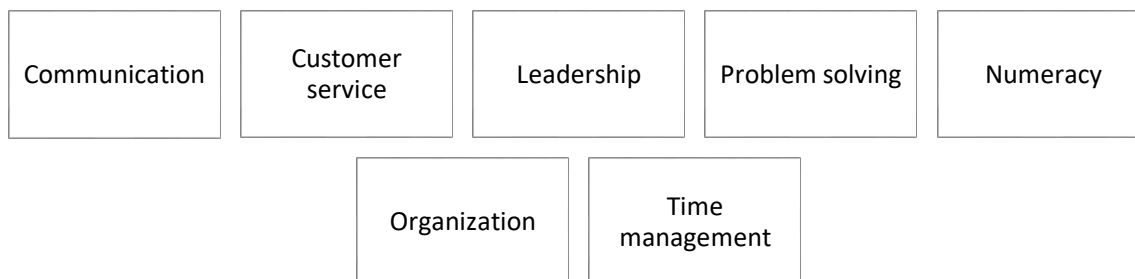 Communication
Customer
service
Leadership
Problem solving
Numeracy
Organization
Time
management